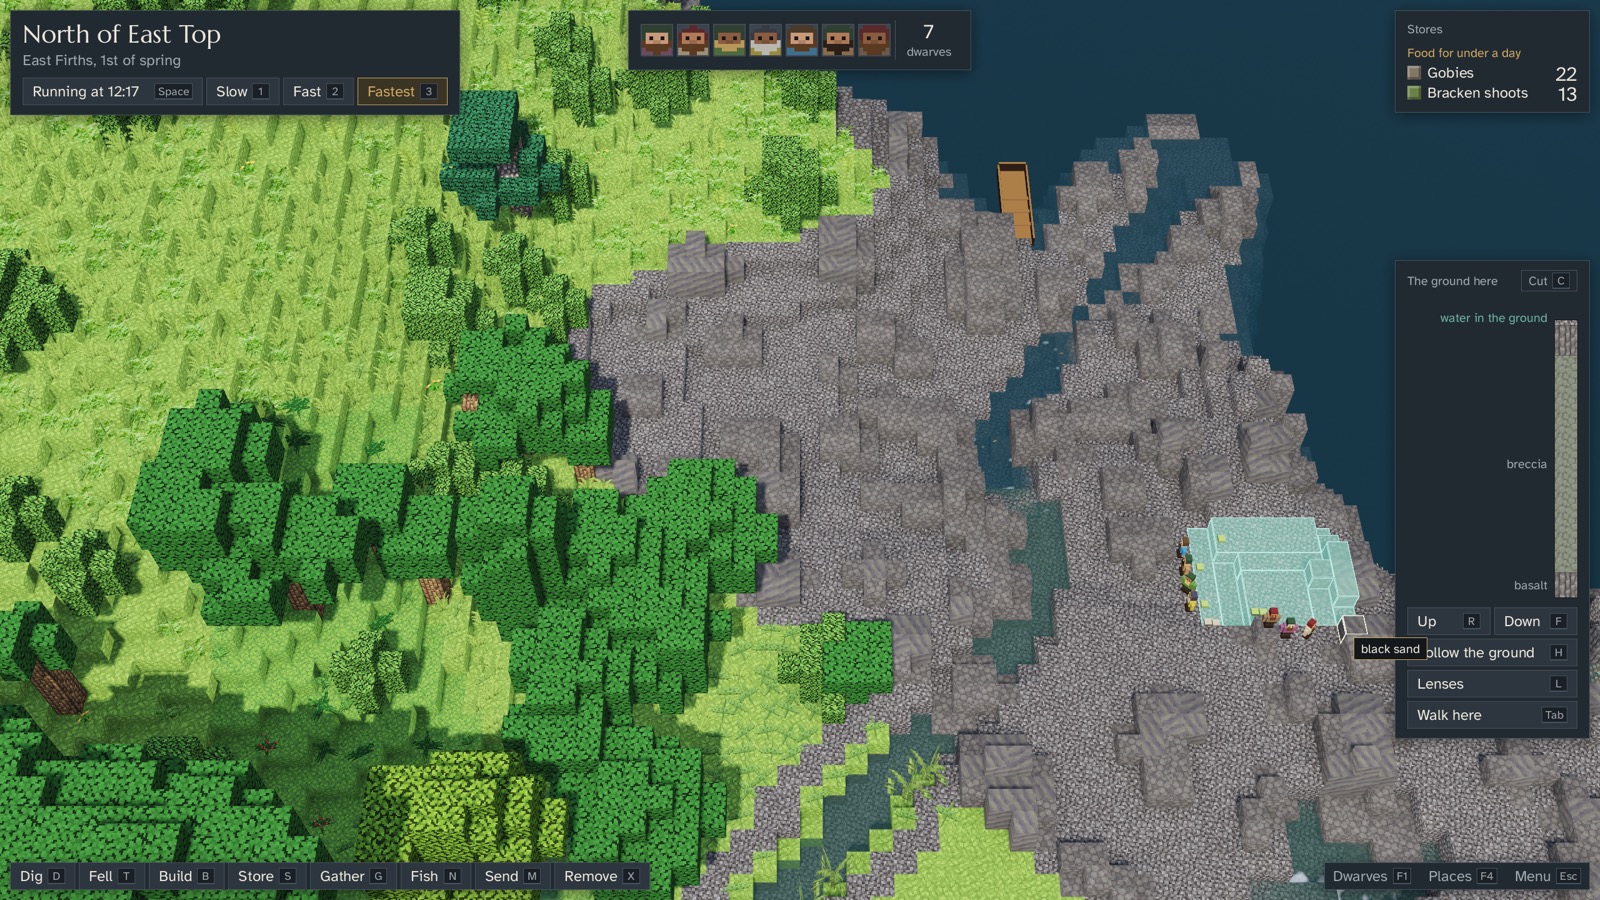 North of East Top
East Firths, 1st of spring
Running at 12:17 Space
Slow 1
Fast 2
Fastest 3
7
dwarves
Stores
Food for under a day
Gobies 22
Bracken shoots 13
The ground here
Cut C
water in the ground
breccia
basalt
Up R
Down F
ollow the ground H
black sand
Lenses L
Walk here Tab
Dig D
Fell T
Build B
Store S
Gather G
Fish N
Send M
Remove X
Dwarves F1
Places F4
Menu Esc